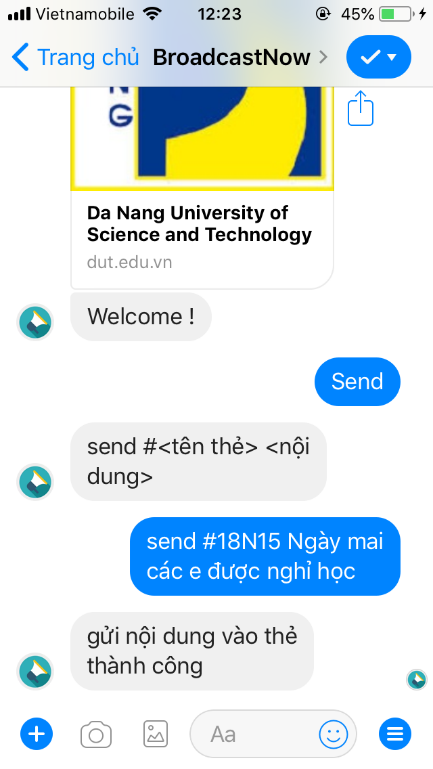 Vietnamobile 12:23 45%
Trang chủ BroadcastNow
N
G
Da Nang University of
Science and Technology
dut.edu.vn
Welcome !
Send
send #<tên thẻ> <nội
dung>
send #18N15 Ngày mai
các e được nghỉ học
gửi nội dung vào thẻ
thành công
Aa